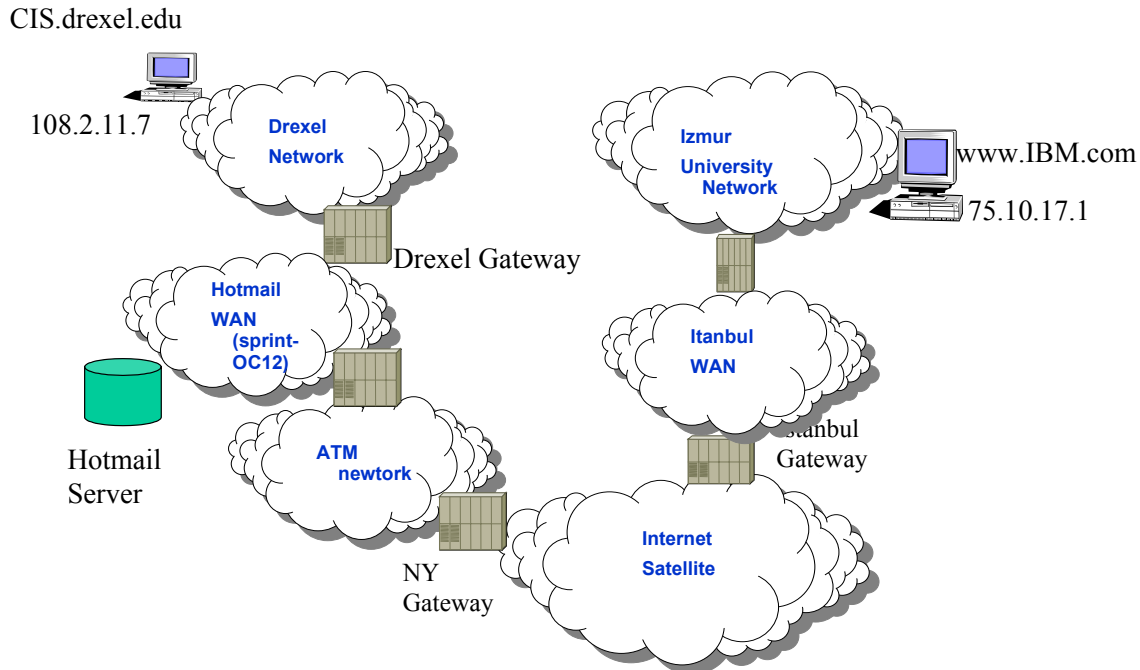 CIS.drexel.edu
108.2.11.7
Drexel
Network
Izmur
University
Network
www.IBM.com
75.10.17.1
Drexel Gateway
Hotmail
WAN
(sprint-
OC12)
Itanbul
WAN
Hotmail
Server
ATM
newtork
stanbul
Gateway
NY
Gateway
Internet
Satellite